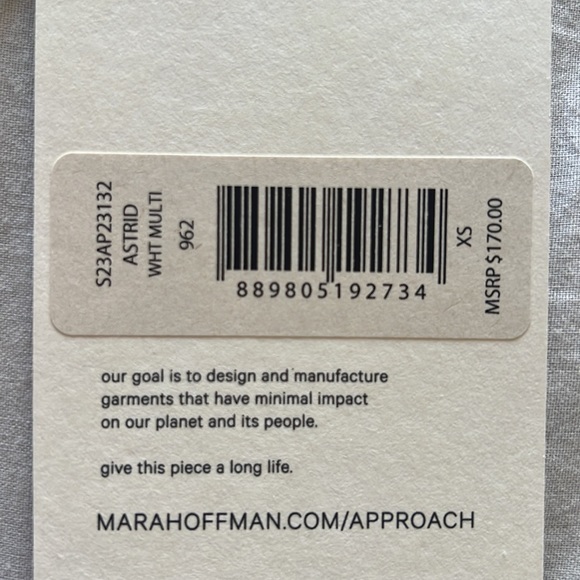 S23AP23132
ASTRID
WHT MULTI
962
889805192734
XS
MSRP $170.00
our goal is to design and manufacture
garments that have minimal impact
on our planet and its people.
give this piece a long life.
MARAHOFFMAN.COM/APPROACH